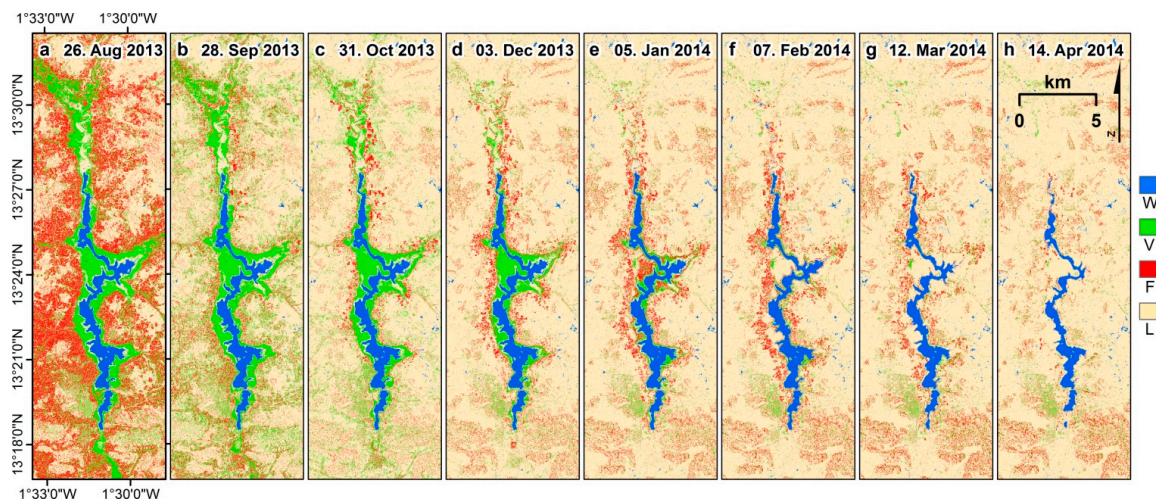 1°33'0"W 1°30'0"W
a 26. Aug 2013
b 28. Sep 2013
c 31. Oct 2013
d 03. Dec 2013
e 05. Jan 2014
f 07. Feb 2014
g 12. Mar 2014
h 14. Apr 2014
km
0 5
z
13°30'0"N
13°27'0"N
13°24'0"N
13°21'0"N
13°18'0"N
W
V
F
L
1°33'0"W 1°30'0"W